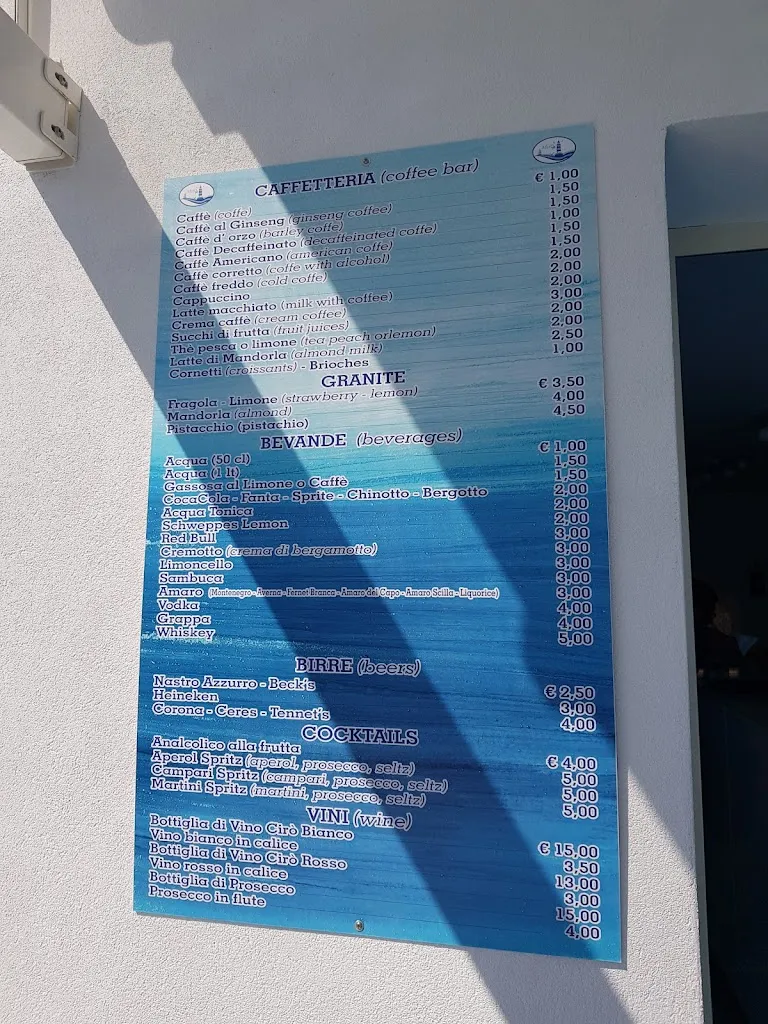 CAFFETTERIA (coffee bar)
Caffè (coffe) € 1,00
Caffè al Ginseng (ginseng coffee) 1,50
Caffè d' orzo (barley coffee) 1,50
Caffè Decaffeinato (decaffeinated coffe) 1,00
Caffè Americano (american coffe) 1,50
Caffè corretto (coffe with alcohol) 1,50
Caffè freddo (cold coffe) 2,00
Cappuccino 2,00
Latte macchiato (milk with coffee) 2,00
Crema caffè (cream coffee) 3,00
Succhi di frutta (fruit juices) 2,00
Thè pesca o limone (tea peach orlemon) 2,00
Latte di Mandorla (almond milk) 2,50
Cornetti (croissants) - Brioches 1,00
GRANITE
Fragola - Limone (strawberry - lemon) € 3,50
Mandorla (almond) 4,00
Pistacchio (pistachio) 4,50
BEVANDE (beverages)
Acqua (50 cl) € 1,00
Acqua (1 lt) 1,50
Gassosa al Limone o Caffè 1,50
CocaCola - Fanta - Sprite - Chinotto - Bergotto 2,00
Acqua Tonica 2,00
Schweppes Lemon 2,00
Red Bull 3,00
Cremotto (crema di bergamotto) 3,00
Limoncello 3,00
Sambuca 3,00
Amaro (Montenegro - Averna - Fernet Branca - Amaro del Capo - Amaro Scilla - Liquorice) 3,00
Vodka 4,00
Grappa 4,00
Whiskey 5,00
BIRRE (beers)
Nastro Azzurro - Beck's € 2,50
Heineken 3,00
Corona - Ceres - Tennet's 4,00
COCKTAILS
Analcolico alla frutta € 4,00
Aperol Spritz (aperol, prosecco, seltz) 5,00
Campari Spritz (campari, prosecco, seltz) 5,00
Martini Spritz (martini, prosecco, seltz) 5,00
VINI (wine)
Bottiglia di Vino Cirò Bianco € 15,00
Vino bianco in calice 3,50
Bottiglia di Vino Cirò Rosso 13,00
Vino rosso in calice 3,00
Bottiglia di Prosecco 15,00
Prosecco in flute 4,00